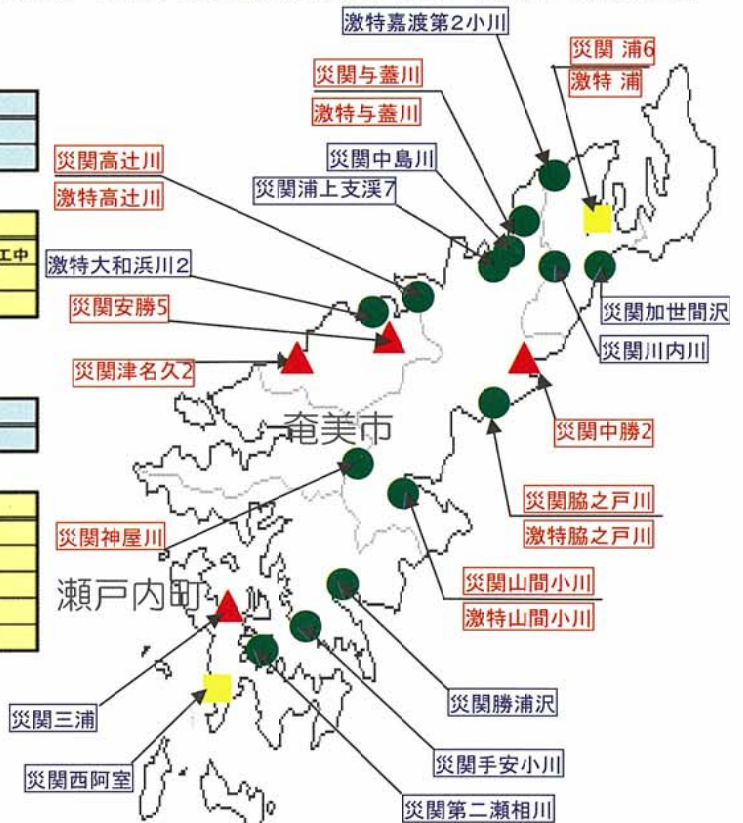 激特嘉渡第2小川
災関 浦6
激特 浦
災関与蓋川
激特与蓋川
災関中島川
災関浦上支渓7
災関高辻川
激特高辻川
工中
激特大和浜川2
災関安勝5
災関津名久2
災関加世間沢
災関川内川
奄美市
災関中勝2
災関脇之戸川
激特脇之戸川
災関神屋川
災関山間小川
激特山間小川
瀬戸内町
災関勝浦沢
災関三浦
災関手安小川
災関西阿室
災関第二瀬相川